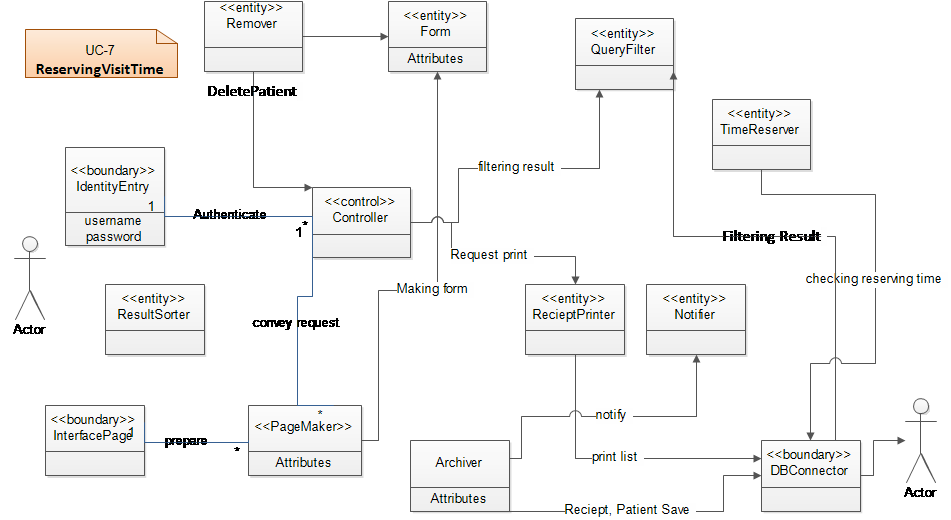 <<entity>>
Remover
<<entity>>
Form
Attributes
<<entity>>
QueryFilter
UC-7
ReservingVisitTime
DeletePatient
<<entity>>
TimeReserver
<<boundary>>
IdentityEntry
1
username
password
Authenticate
*
1
<<control>>
Controller
filtering result
Filtering Result
Request print
checking reserving time
Actor
<<entity>>
ResultSorter
Making form
<<entity>>
RecieptPrinter
<<entity>>
Notifier
convey request
<<boundary>>
InterfacePage
1
prepare
*
*
<<PageMaker>>
Attributes
notify
Archiver
Attributes
print list
Reciept, Patient Save
<<boundary>>
DBConnector
Actor